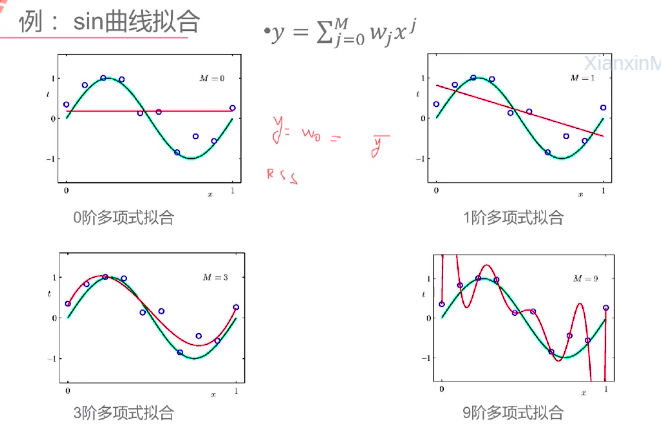 例：sin曲线拟合
•y = ∑_{j=0}^{M} w_j x^j
XianxinM
M = 0
1
t
0
−1
0
x
1
0阶多项式拟合
y = w_0 = y̅
RSS
M = 1
1
t
0
−1
0
x
1
1阶多项式拟合
M = 3
1
t
0
−1
0
x
1
3阶多项式拟合
M = 9
1
t
0
−1
0
x
1
9阶多项式拟合